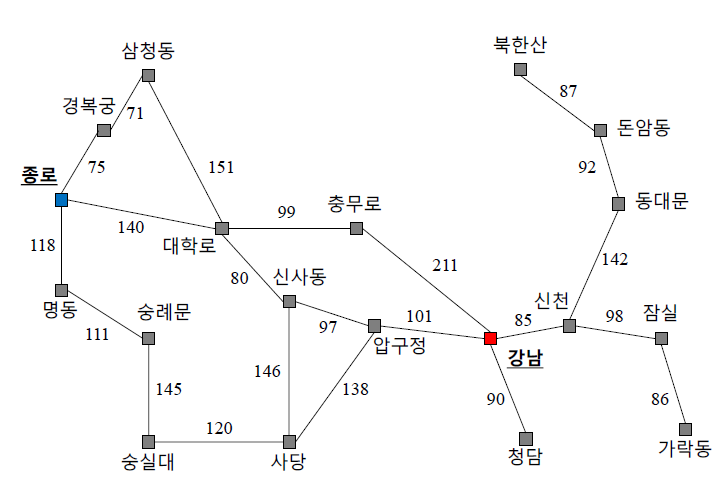 북한산
삼청동
87
경복궁
71
돈암동
92
종로
75
151
동대문
99
충무로
140
대학로
118
80
신사동
211
142
신천
잠실
명동
숭례문
97
101
85
98
111
압구정
강남
146
138
145
90
86
120
가락동
숭실대
사당
청담